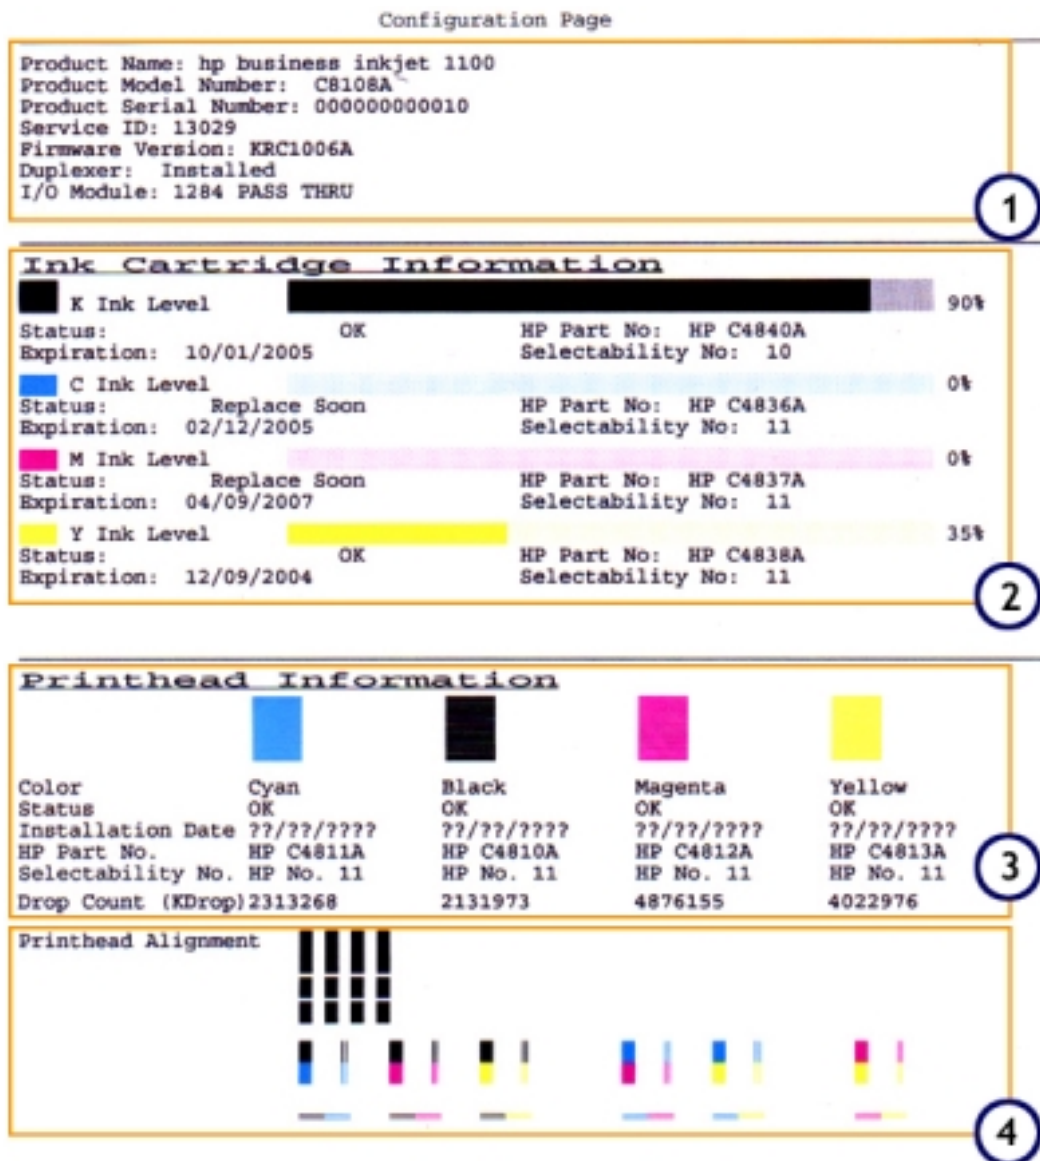 Configuration Page
Product Name: hp business inkjet 1100
Product Model Number: C8108A
Product Serial Number: 000000000010
Service ID: 13029
Firmware Version: KRC1006A
Duplexer: Installed
I/O Module: 1284 PASS THRU
1
Ink Cartridge Information
K Ink Level 90%
Status: OK HP Part No: HP C4840A
Expiration: 10/01/2005 Selectability No: 10
C Ink Level 0%
Status: Replace Soon HP Part No: HP C4836A
Expiration: 02/12/2005 Selectability No: 11
M Ink Level 0%
Status: Replace Soon HP Part No: HP C4837A
Expiration: 04/09/2007 Selectability No: 11
Y Ink Level 35%
Status: OK HP Part No: HP C4838A
Expiration: 12/09/2004 Selectability No: 11
2
Printhead Information
Color Cyan Black Magenta Yellow
Status OK OK OK OK
Installation Date ??/??/???? ??/??/???? ??/??/???? ??/??/????
HP Part No. HP C4811A HP C4810A HP C4812A HP C4813A
Selectability No. HP No. 11 HP No. 11 HP No. 11 HP No. 11
3
Drop Count (KDrop) 2313268 2131973 4876155 4022976
Printhead Alignment
4